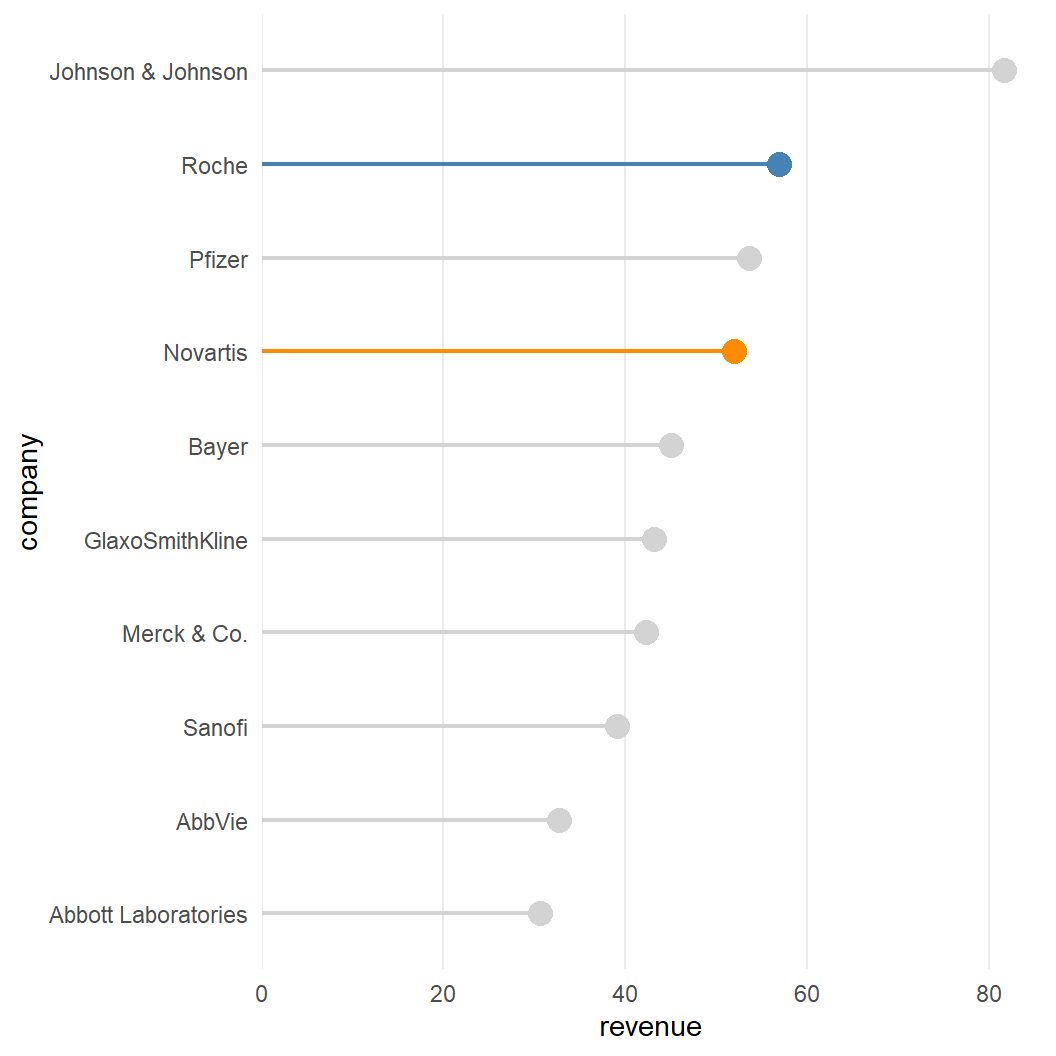 Johnson & Johnson
Roche
Pfizer
Novartis
Bayer
GlaxoSmithKline
Merck & Co.
Sanofi
AbbVie
Abbott Laboratories
company
0 20 40 60 80
revenue